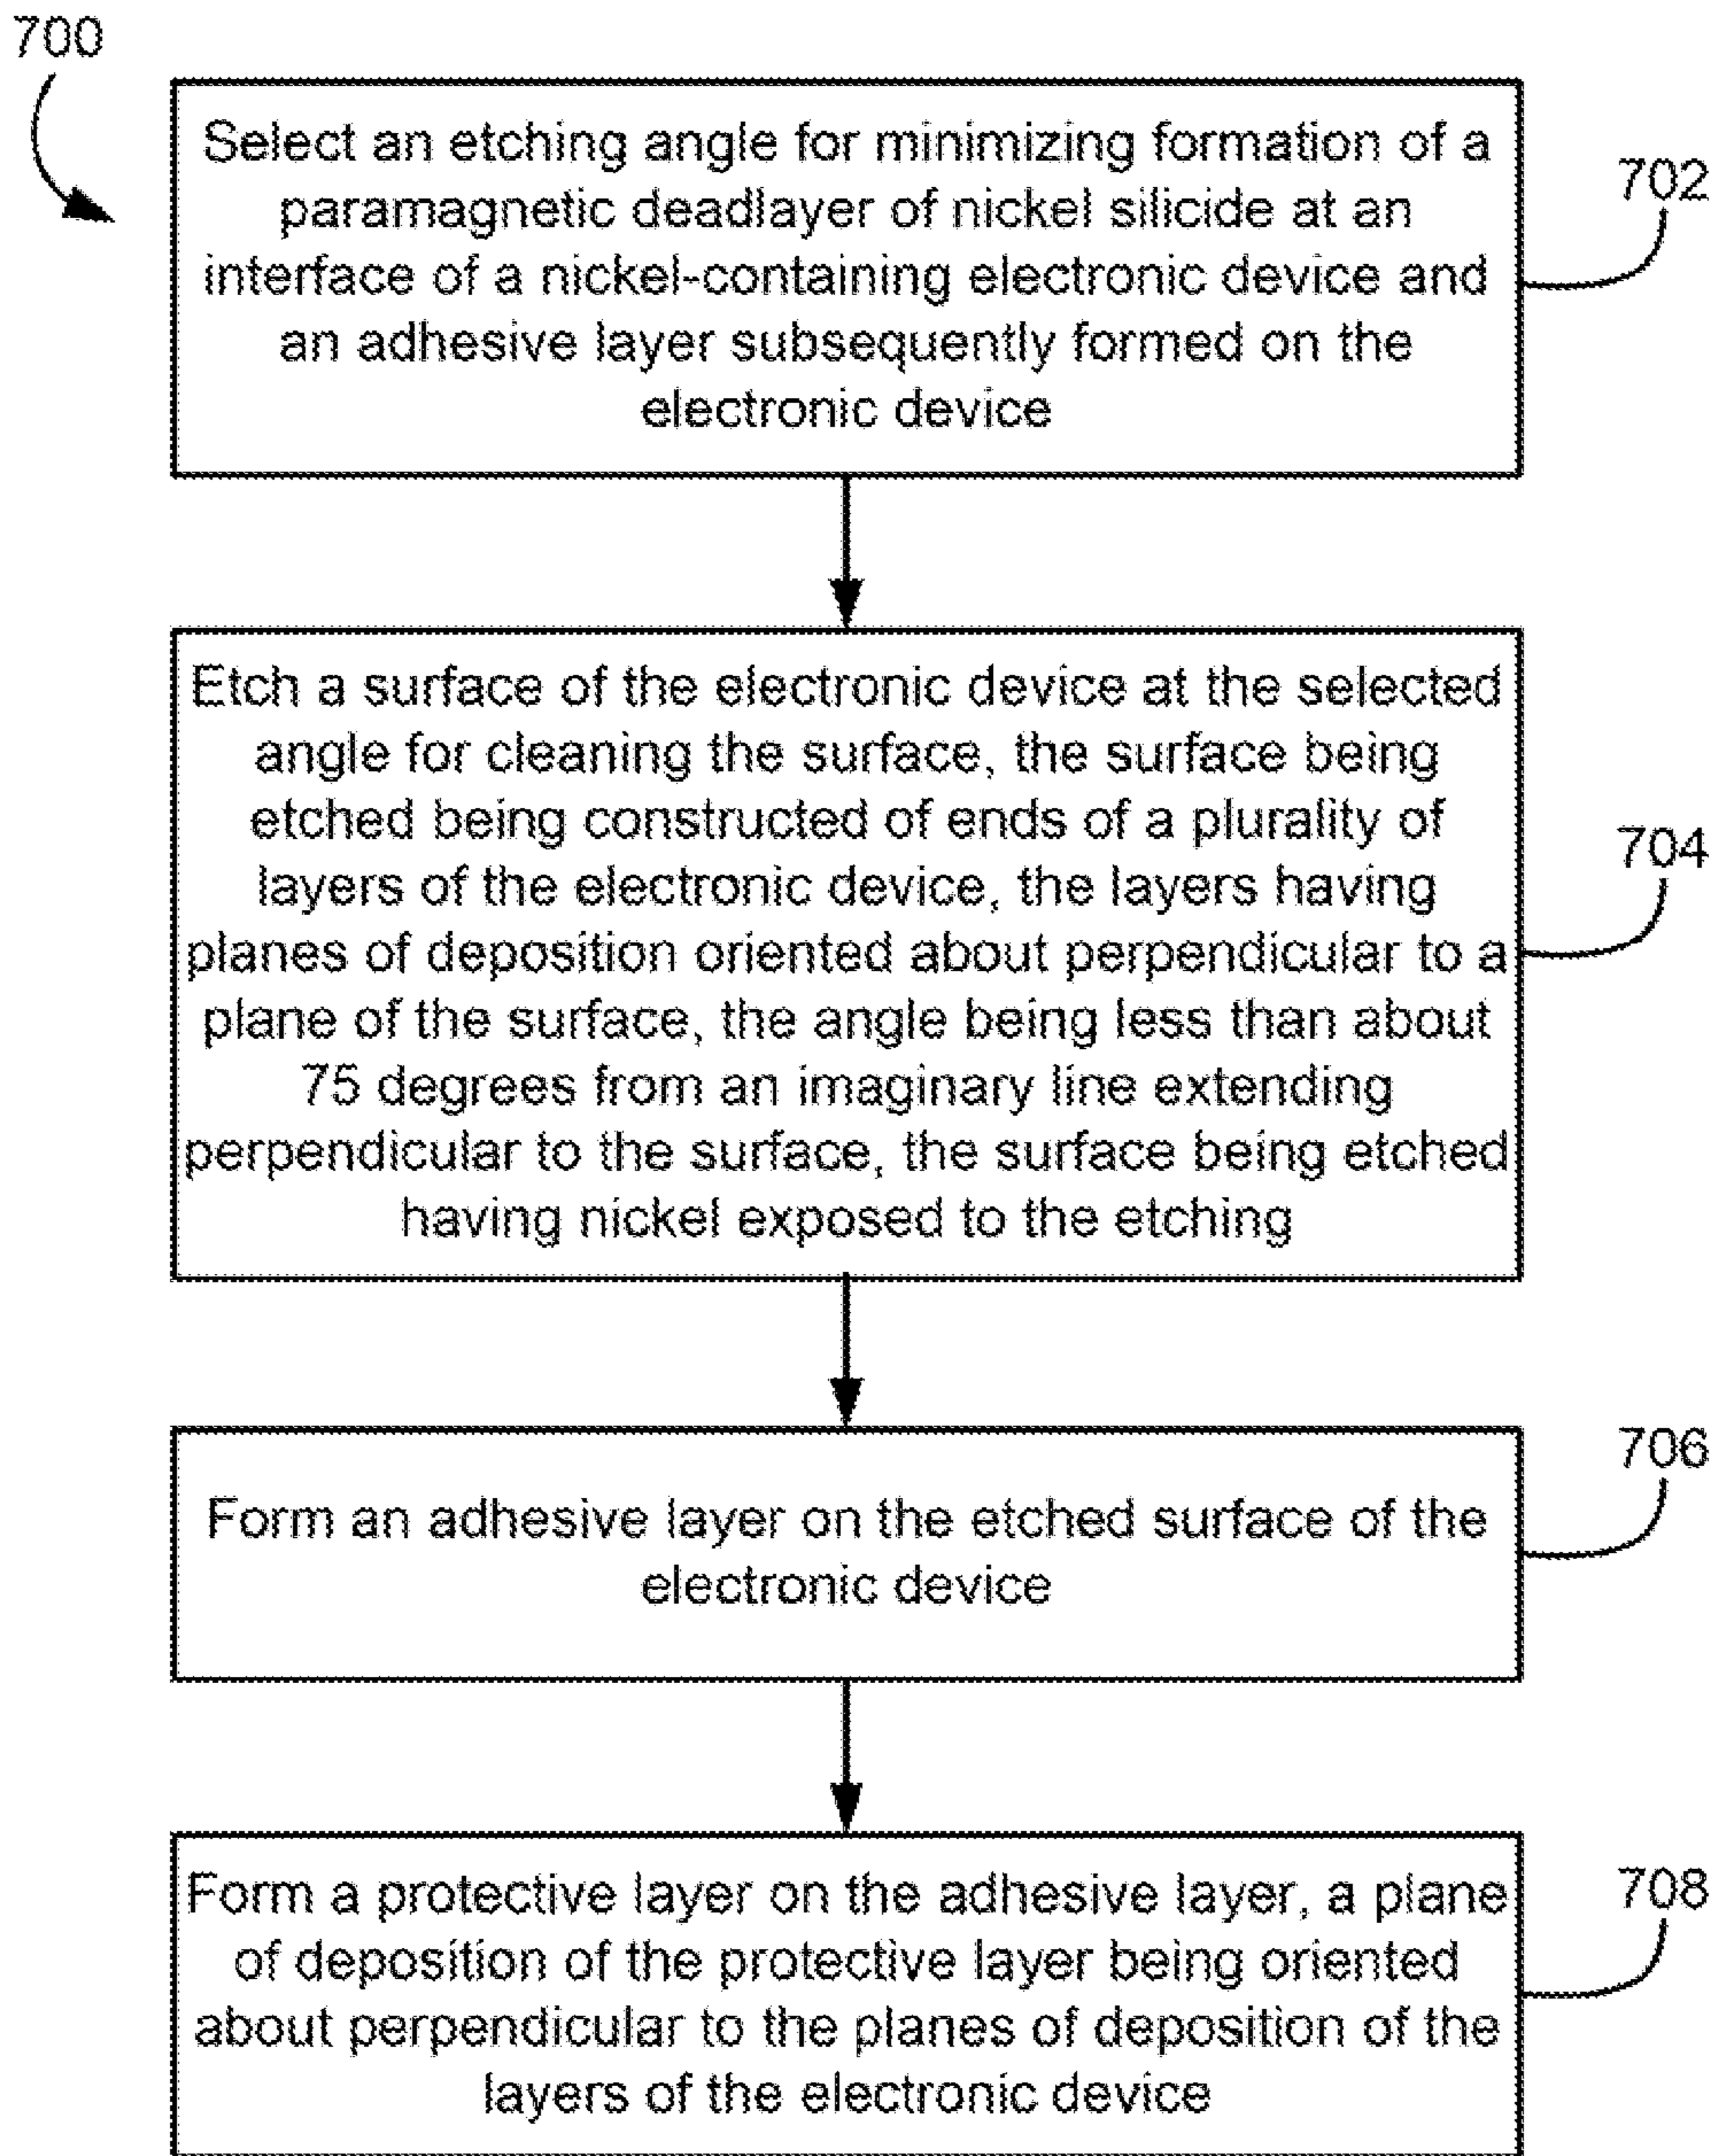 700
Select an etching angle for minimizing formation of a
paramagnetic deadlayer of nickel silicide at an
interface of a nickel-containing electronic device and
an adhesive layer subsequently formed on the
electronic device
702
Etch a surface of the electronic device at the selected
angle for cleaning the surface, the surface being
etched being constructed of ends of a plurality of
layers of the electronic device, the layers having
planes of deposition oriented about perpendicular to a
plane of the surface, the angle being less than about
75 degrees from an imaginary line extending
perpendicular to the surface, the surface being etched
having nickel exposed to the etching
704
Form an adhesive layer on the etched surface of the
electronic device
706
Form a protective layer on the adhesive layer, a plane
of deposition of the protective layer being oriented
about perpendicular to the planes of deposition of the
layers of the electronic device
708